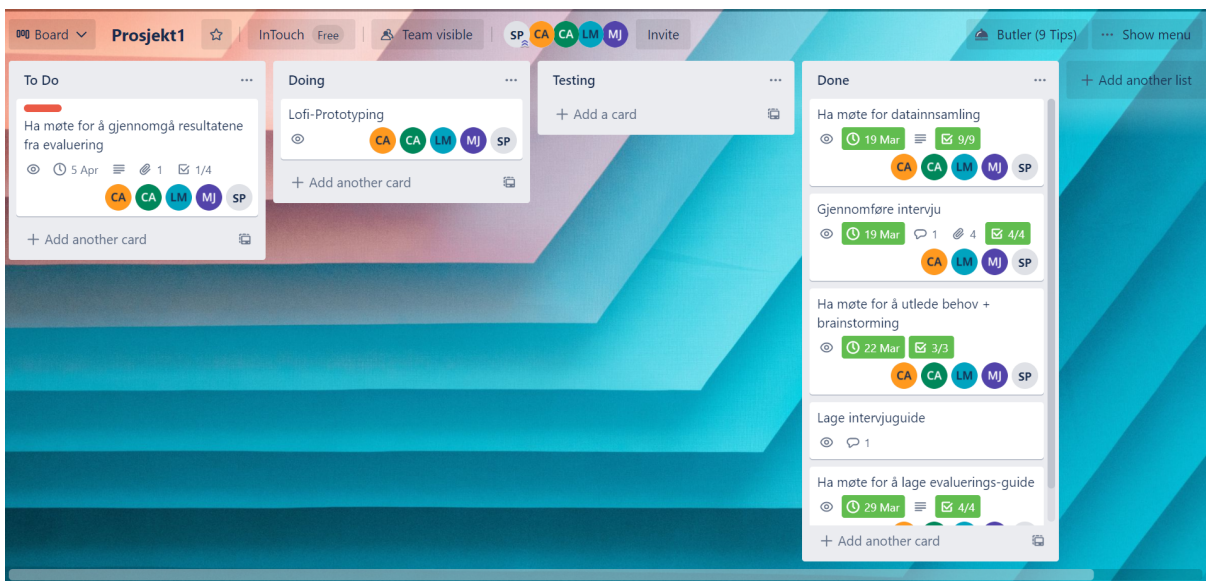 Board Prosjekt1 InTouch Free Team visible SP CA CA LM MJ Invite Butler (9 Tips) ... Show menu
To Do ...
Ha møte for å gjennomgå resultatene
fra evaluering
5 Apr 1 1/4
CA CA LM MJ SP
+ Add another card
Doing ...
Lofi-Prototyping
CA CA LM MJ SP
+ Add another card
Testing ...
+ Add a card
Done ...
Ha møte for datainnsamling
19 Mar 9/9
CA CA LM MJ SP
Gjennomføre intervju
19 Mar 1 4 4/4
CA LM MJ SP
Ha møte for å utlede behov +
brainstorming
22 Mar 3/3
CA CA LM MJ SP
Lage intervjuguide
1
Ha møte for å lage evaluerings-guide
29 Mar 4/4
+ Add another card
+ Add another list